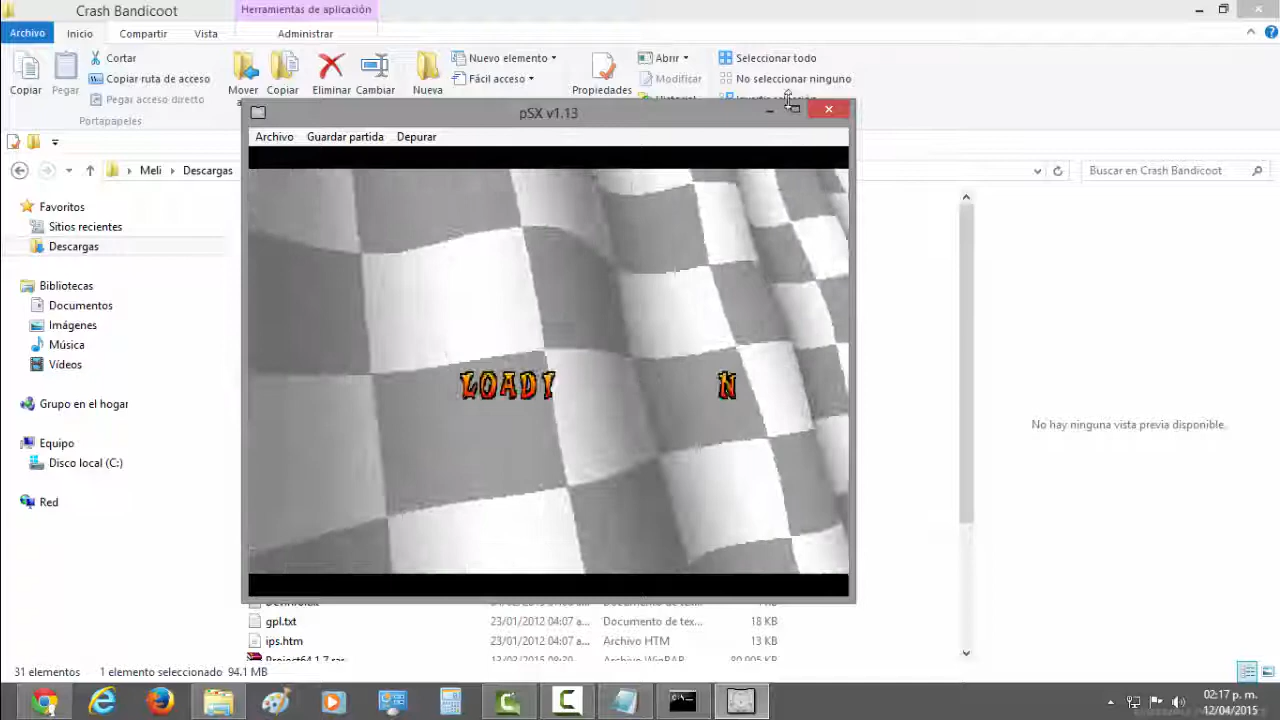 Crash Bandicoot
Herramientas de aplicación
Archivo
Inicio
Compartir
Vista
Administrar
Copiar
Pegar
Cortar
Copiar ruta de acceso
Pegar acceso directo
Portapapeles
Mover
Copiar
Eliminar
Cambiar
Nueva
Nuevo elemento
Fácil acceso
Propiedades
Abrir
Modificar
Seleccionar todo
No seleccionar ninguno
pSX v1.13
Archivo
Guardar partida
Depurar
Meli
Descargas
Buscar en Crash Bandicoot
Favoritos
Sitios recientes
Descargas
Bibliotecas
Documentos
Imágenes
Música
Vídeos
Grupo en el hogar
Equipo
Disco local (C:)
Red
LOADI
N
No hay ninguna vista previa disponible.
gpl.txt
23/01/2012 04:07 a...
Documento de tex...
18 KB
ips.htm
23/01/2012 04:07 a...
Archivo HTM
13 KB
31 elementos
1 elemento seleccionado 94.1 MB
02:17 p. m.
12/04/2015